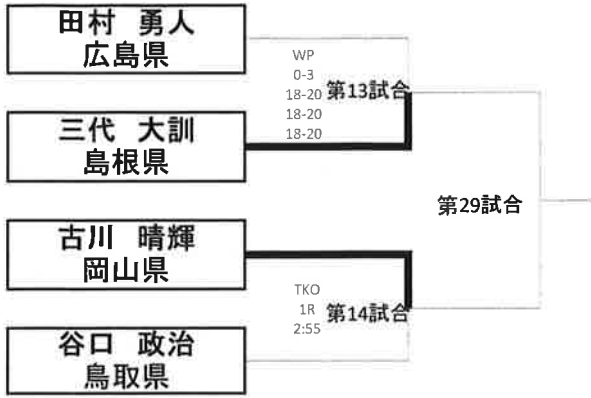 田村　勇人
広島県
WP
0-3
18-20
18-20
18-20
第13試合
三代　大訓
島根県
第29試合
古川　晴輝
岡山県
TKO
1R
2:55
第14試合
谷口　政治
鳥取県